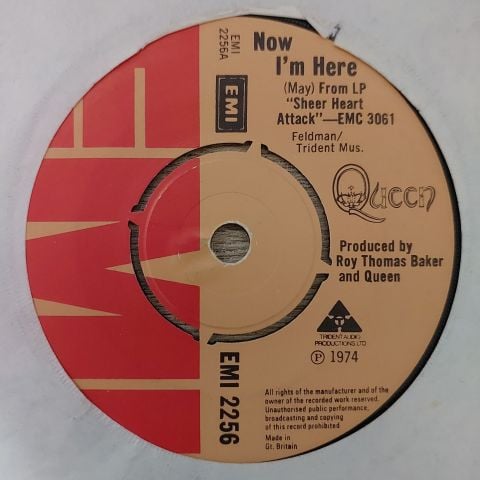 EMI
2256A
Now
I'm Here
(May) From LP
"Sheer Heart
Attack"—EMC 3061
Feldman/
Trident Mus.
EMI
Queen
Produced by
Roy Thomas Baker
and Queen
TRIDENT AUDIO
PRODUCTIONS LTD
Ⓟ 1974
EMI 2256
All rights of the manufacturer and of the
owner of the recorded work reserved.
Unauthorised public performance,
broadcasting and copying
of this record prohibited
Made in
Gt. Britain
EMI